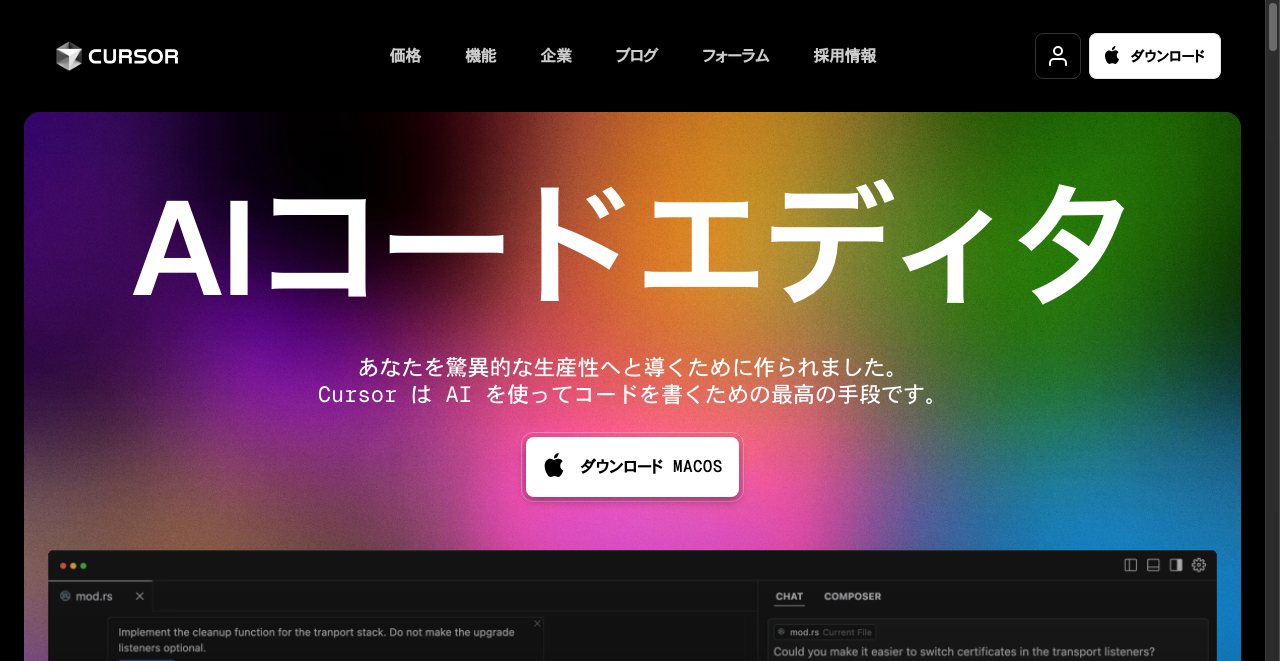 CURSOR
価格
機能
企業
ブログ
フォーラム
採用情報
ダウンロード
AIコードエディタ
あなたを驚異的な生産性へと導くために作られました。
Cursor は AI を使ってコードを書くための最高の手段です。
ダウンロード MACOS
mod.rs
Implement the cleanup function for the tranport stack. Do not make the upgrade
listeners optional.
CHAT COMPOSER
mod.rs Current File
Could you make it easier to switch certificates in the transport listeners?